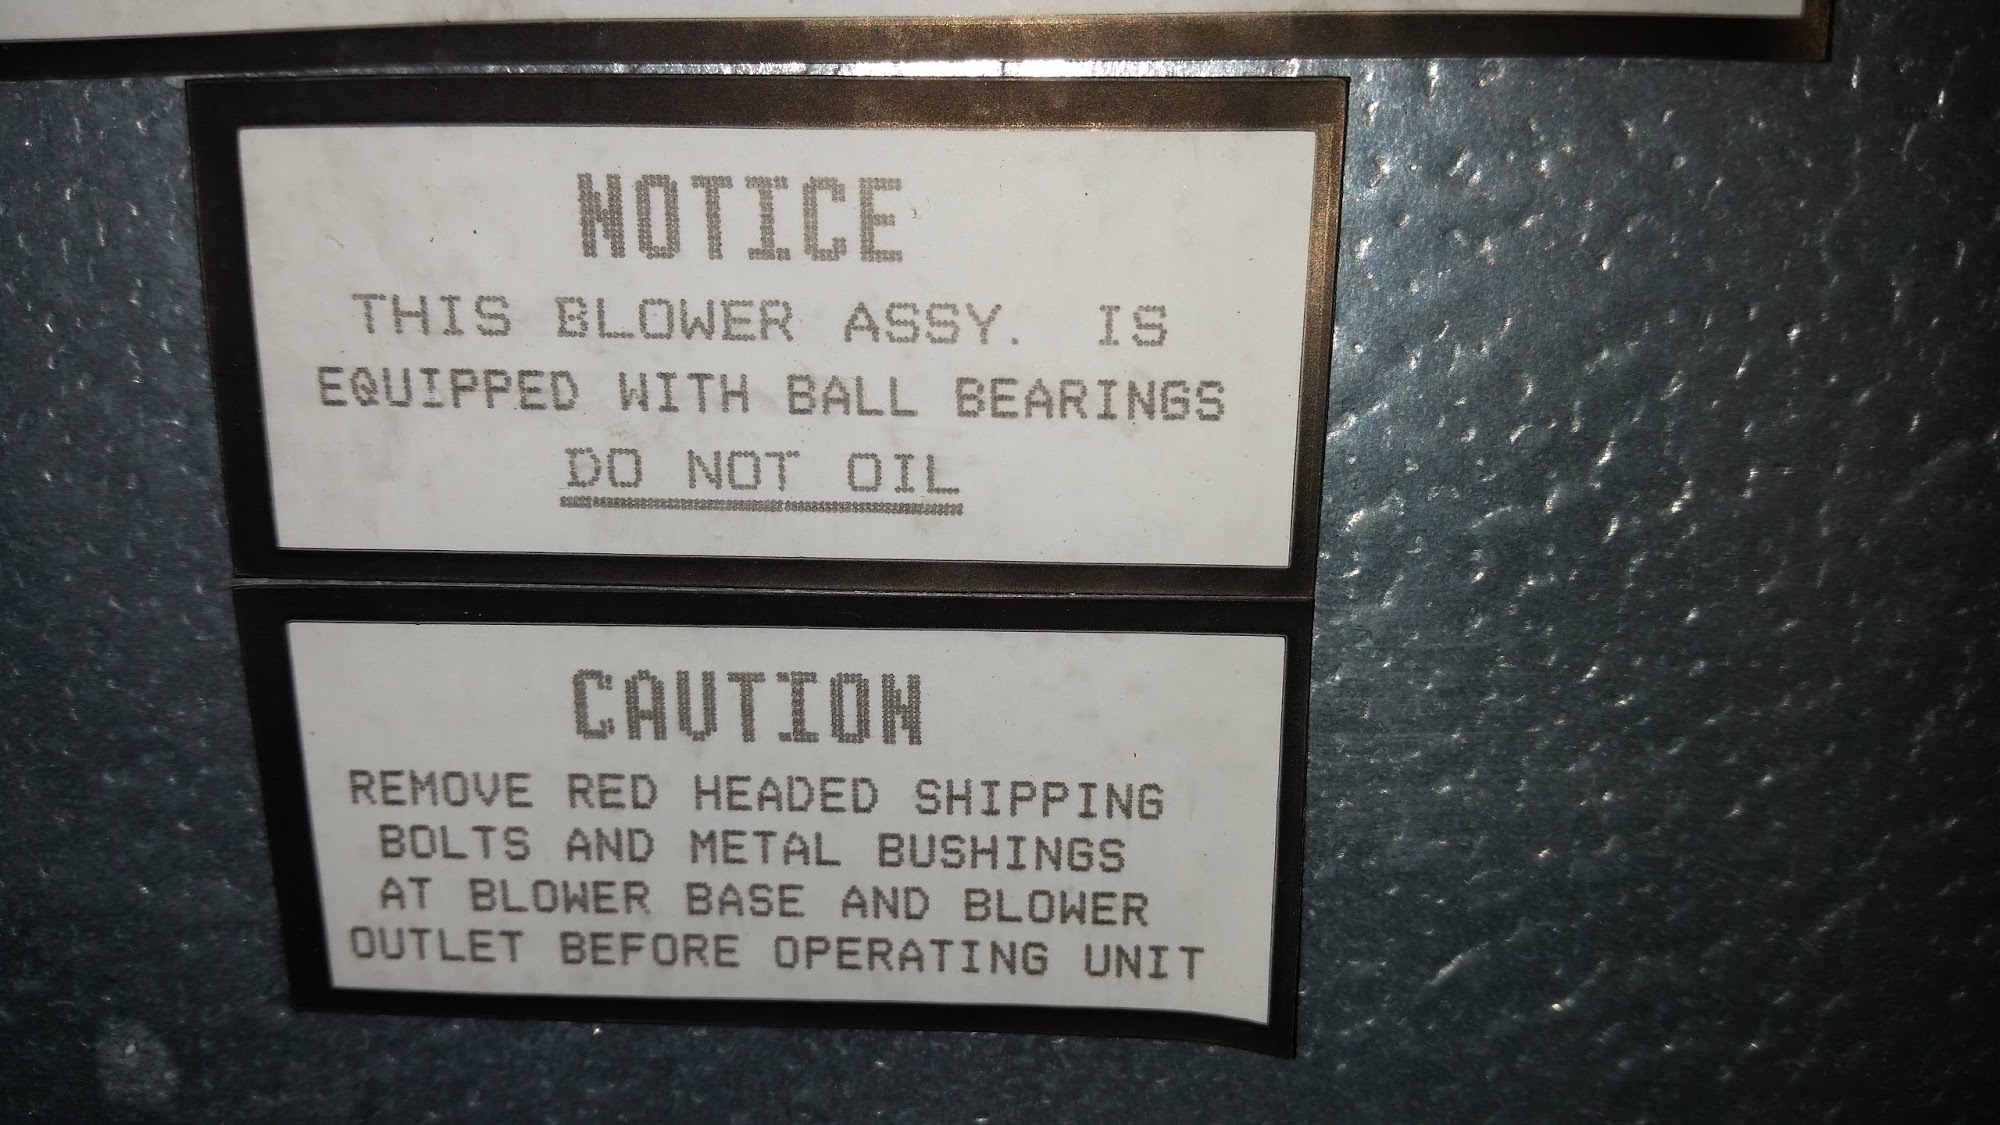 NOTICE
THIS BLOWER ASSY. IS
EQUIPPED WITH BALL BEARINGS
DO NOT OIL
CAUTION
REMOVE RED HEADED SHIPPING
BOLTS AND METAL BUSHINGS
AT BLOWER BASE AND BLOWER
OUTLET BEFORE OPERATING UNIT